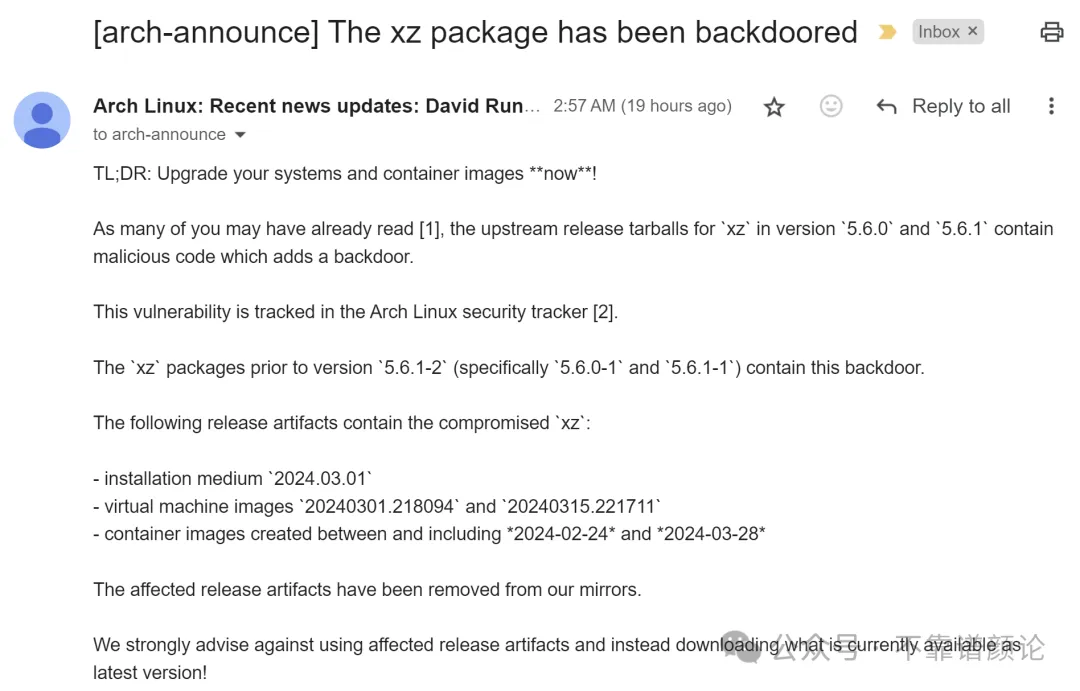 [arch-announce] The xz package has been backdoored
Inbox ×
Arch Linux: Recent news updates: David Run... 2:57 AM (19 hours ago)
Reply to all
to arch-announce
TL;DR: Upgrade your systems and container images **now**!
As many of you may have already read [1], the upstream release tarballs for `xz` in version `5.6.0` and `5.6.1` contain
malicious code which adds a backdoor.
This vulnerability is tracked in the Arch Linux security tracker [2].
The `xz` packages prior to version `5.6.1-2` (specifically `5.6.0-1` and `5.6.1-1`) contain this backdoor.
The following release artifacts contain the compromised `xz`:
- installation medium `2024.03.01`
- virtual machine images `20240301.218094` and `20240315.221711`
- container images created between and including *2024-02-24* and *2024-03-28*
The affected release artifacts have been removed from our mirrors.
We strongly advise against using affected release artifacts and instead downloading what is currently available as
latest version!
公众号 · 不靠谱颜论